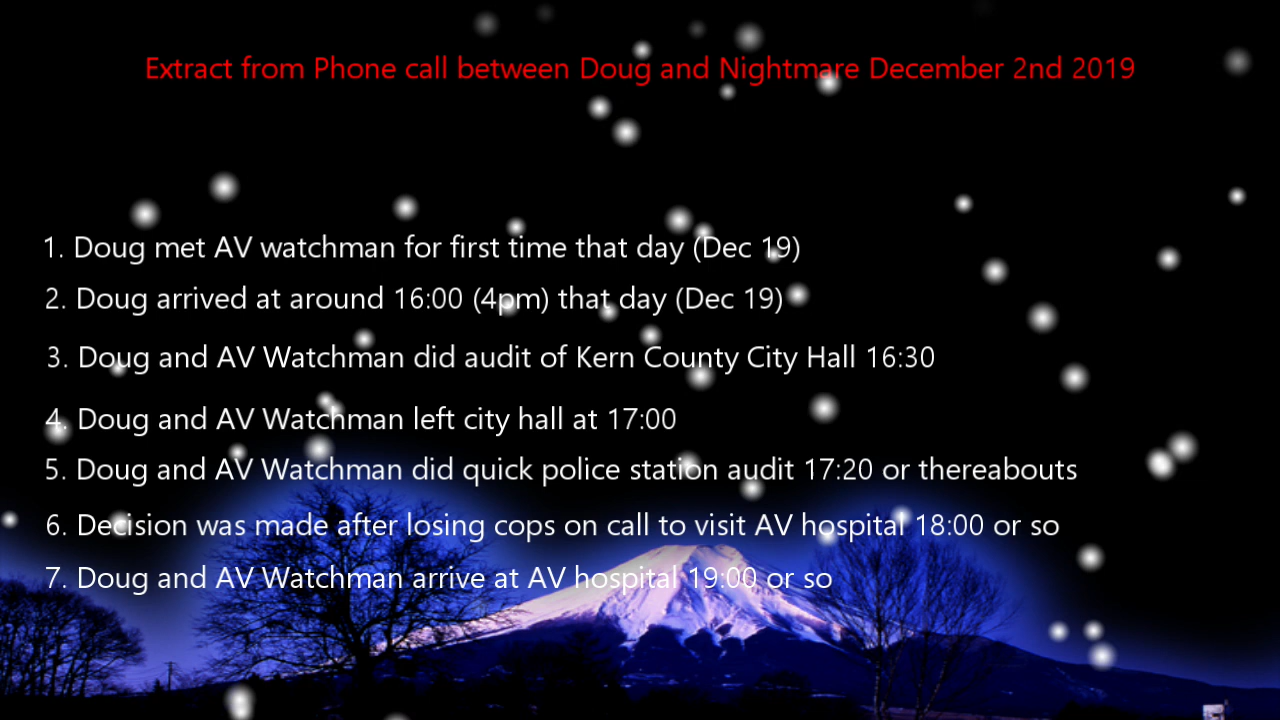 Extract from Phone call between Doug and Nightmare December 2nd 2019
1. Doug met AV watchman for first time that day (Dec 19)
2. Doug arrived at around 16:00 (4pm) that day (Dec 19)
3. Doug and AV Watchman did audit of Kern County City Hall 16:30
4. Doug and AV Watchman left city hall at 17:00
5. Doug and AV Watchman did quick police station audit 17:20 or thereabouts
6. Decision was made after losing cops on call to visit AV hospital 18:00 or so
7. Doug and AV Watchman arrive at AV hospital 19:00 or so